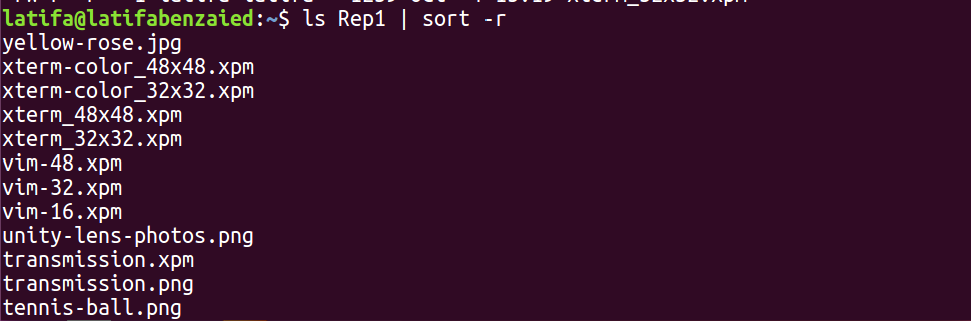 latifa@latifabenzaied:~$ ls Rep1 | sort -r
yellow-rose.jpg
xterm-color_48x48.xpm
xterm-color_32x32.xpm
xterm_48x48.xpm
xterm_32x32.xpm
vim-48.xpm
vim-32.xpm
vim-16.xpm
unity-lens-photos.png
transmission.xpm
transmission.png
tennis-ball.png